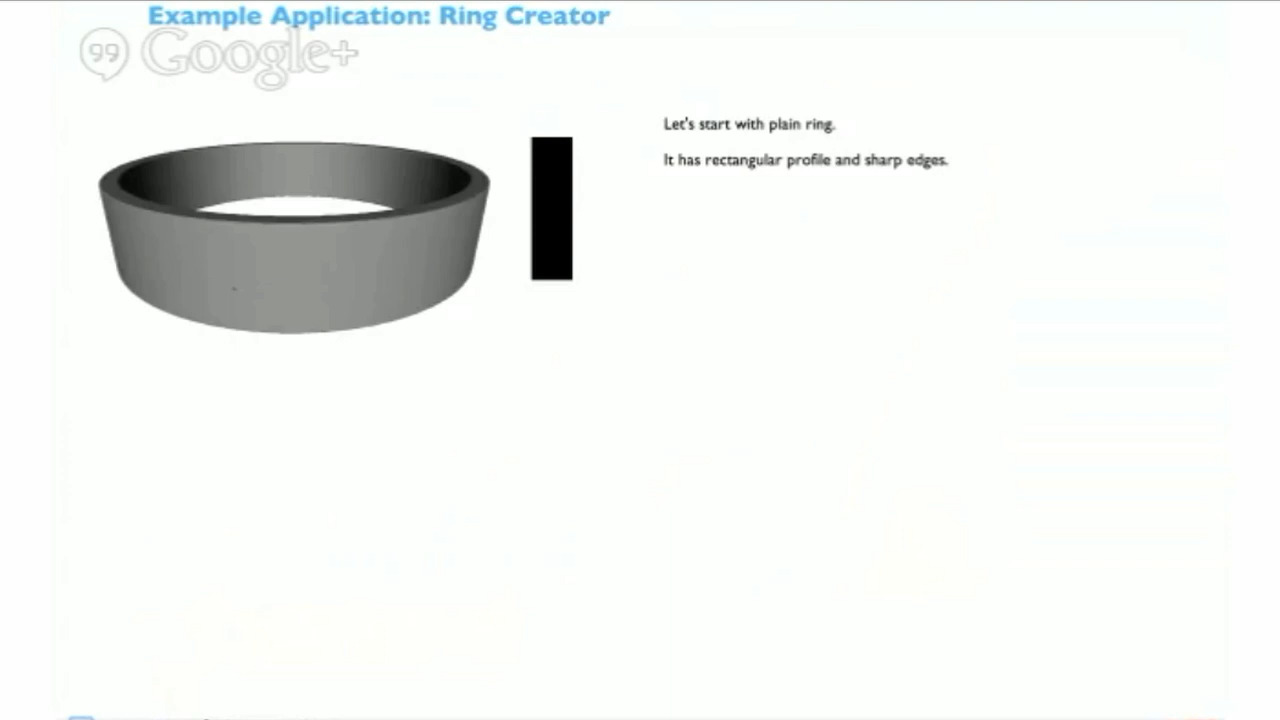 Example Application: Ring Creator
Google+
Let's start with plain ring.
It has rectangular profile and sharp edges.